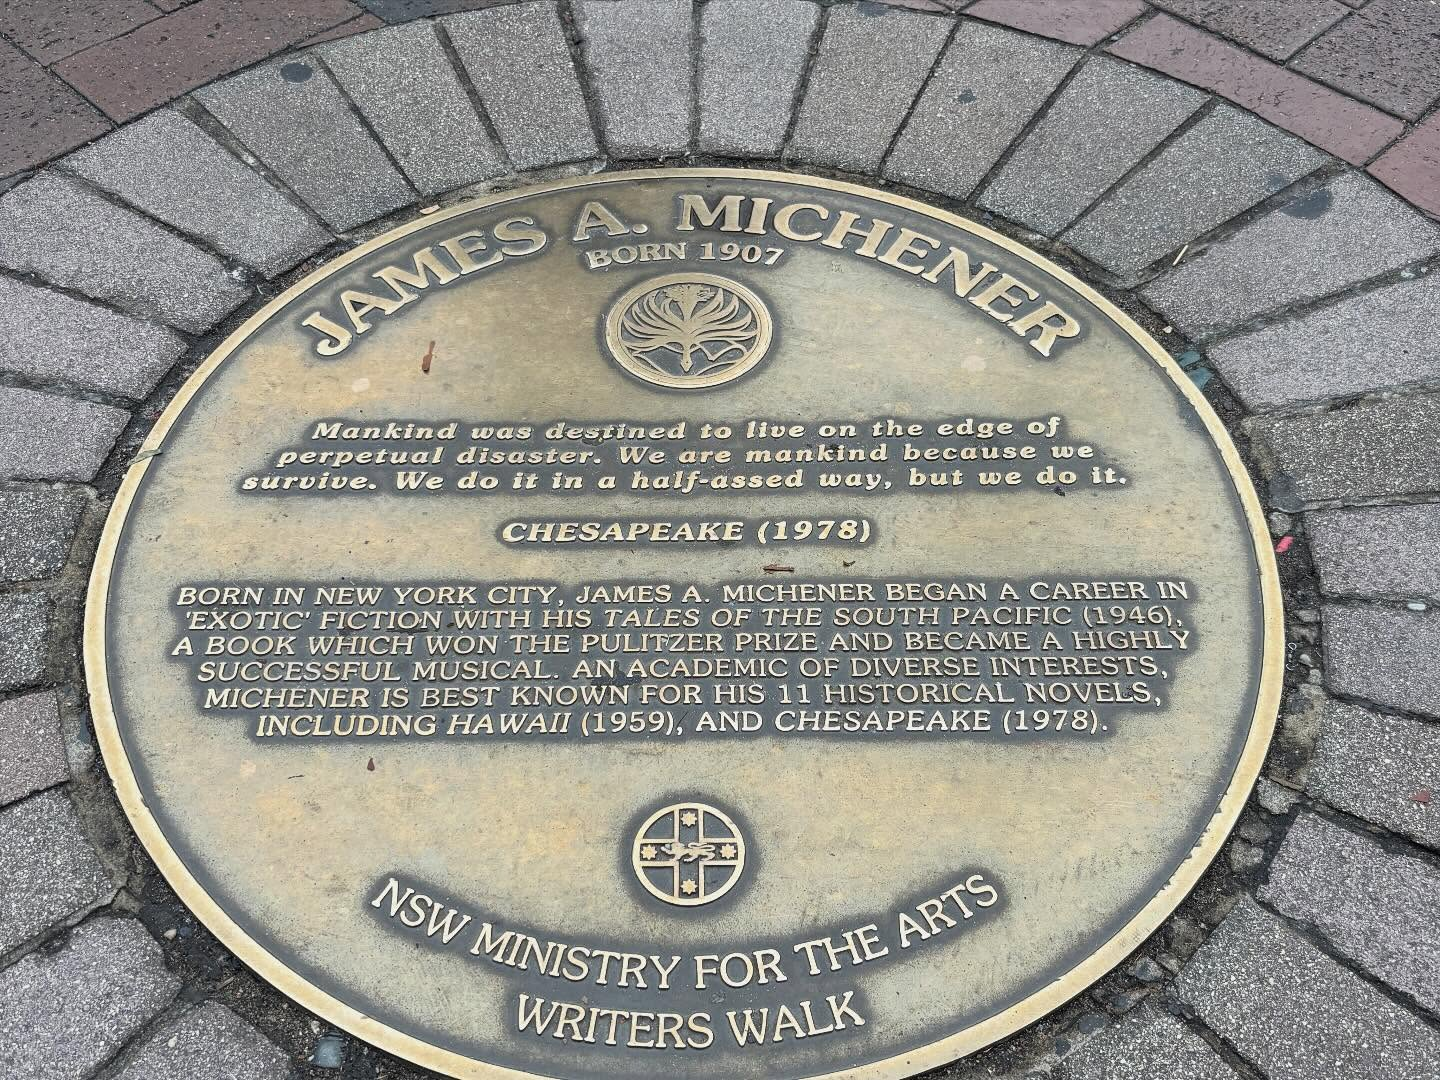 JAMES A. MICHENER
BORN 1907
Mankind was destined to live on the edge of
perpetual disaster. We are mankind because we
survive. We do it in a half-assed way, but we do it.
CHESAPEAKE (1978)
BORN IN NEW YORK CITY, JAMES A. MICHENER BEGAN A CAREER IN
'EXOTIC' FICTION WITH HIS TALES OF THE SOUTH PACIFIC (1946),
A BOOK WHICH WON THE PULITZER PRIZE AND BECAME A HIGHLY
SUCCESSFUL MUSICAL. AN ACADEMIC OF DIVERSE INTERESTS,
MICHENER IS BEST KNOWN FOR HIS 11 HISTORICAL NOVELS,
INCLUDING HAWAII (1959), AND CHESAPEAKE (1978).
NSW MINISTRY FOR THE ARTS
WRITERS WALK